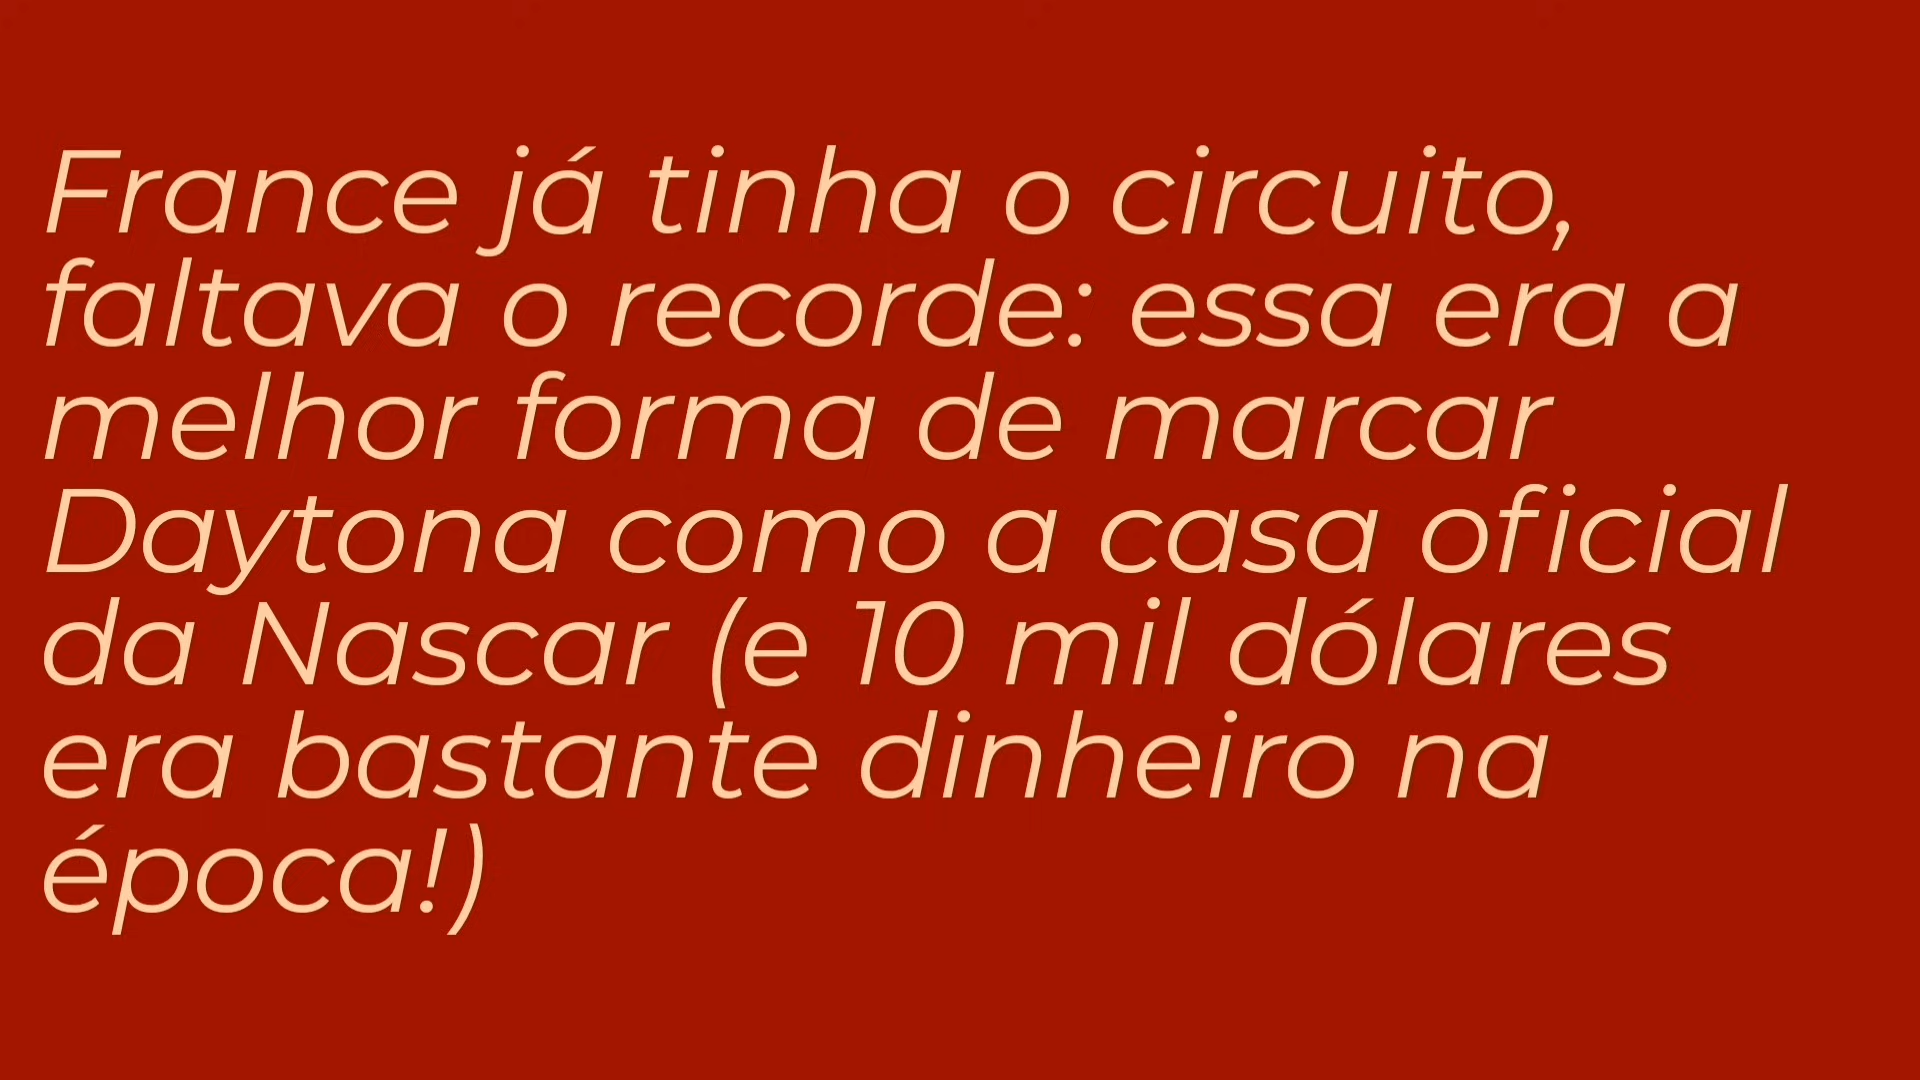 France já tinha o circuito,
faltava o recorde: essa era a
melhor forma de marcar
Daytona como a casa oficial
da Nascar (e 10 mil dólares
era bastante dinheiro na
época!)